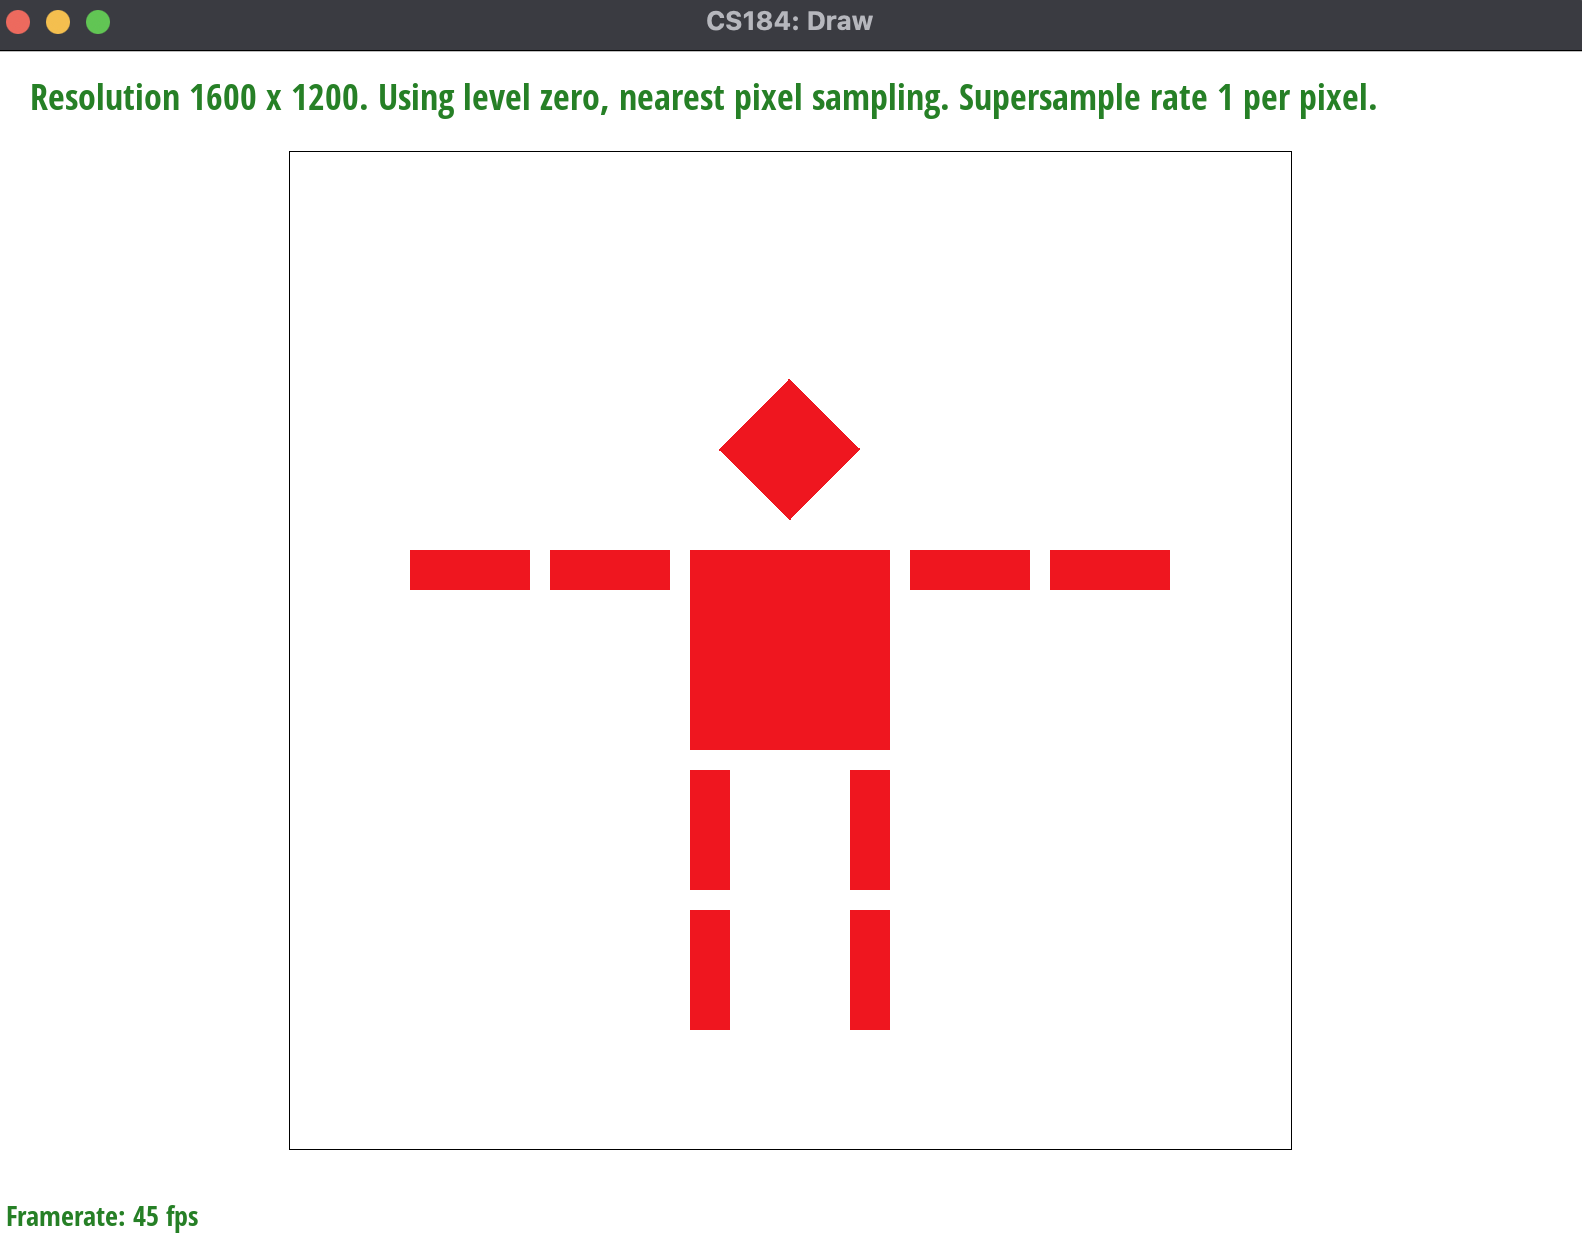 CS184: Draw
Resolution 1600 x 1200. Using level zero, nearest pixel sampling. Supersample rate 1 per pixel.
Framerate: 45 fps